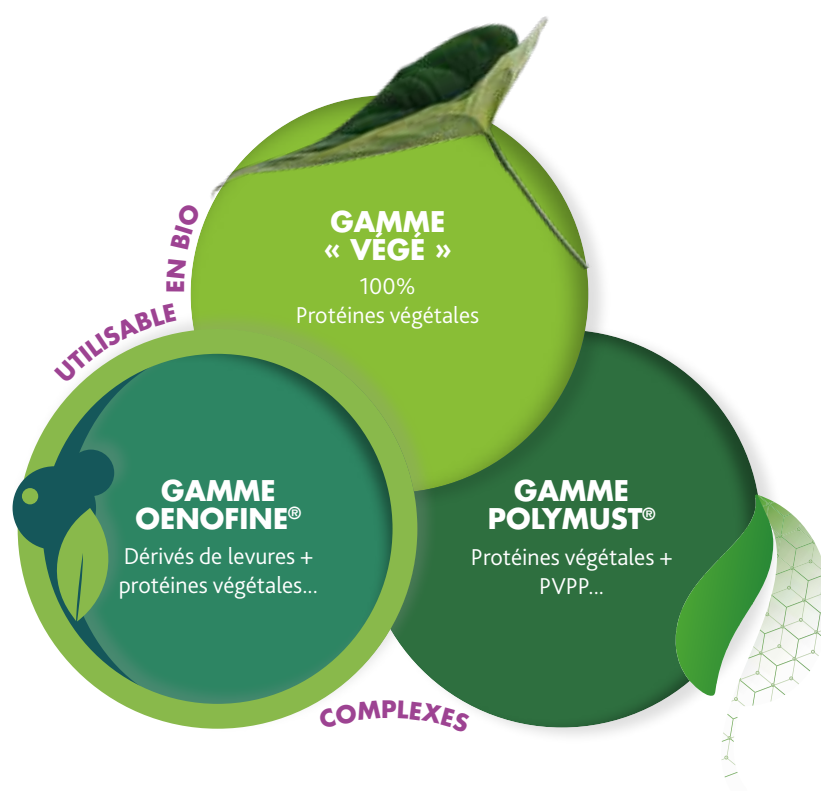 GAMME
« VÉGÉ »
100%
Protéines végétales
UTILISABLE EN BIO
GAMME
OENOFINE®
Dérivés de levures +
protéines végétales...
GAMME
POLYMUST®
Protéines végétales +
PVPP...
COMPLEXES